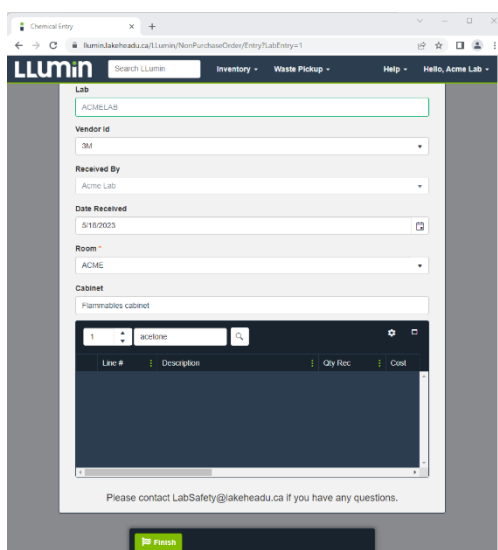 Chemical Entry
llumin.lakeheadu.ca/LLumin/NonPurchaseOrder/Entry?LabEntry=1
LLUMIN Search LLumin Inventory Waste Pickup Help Hello, Acme Lab
Lab
ACMELAB
Vendor Id
3M
Received By
Acme Lab
Date Received
5/18/2023
Room *
ACME
Cabinet
Flammables cabinet
1 acetone
Line # Description Qty Rec Cost
Please contact LabSafety@lakeheadu.ca if you have any questions.
Finish